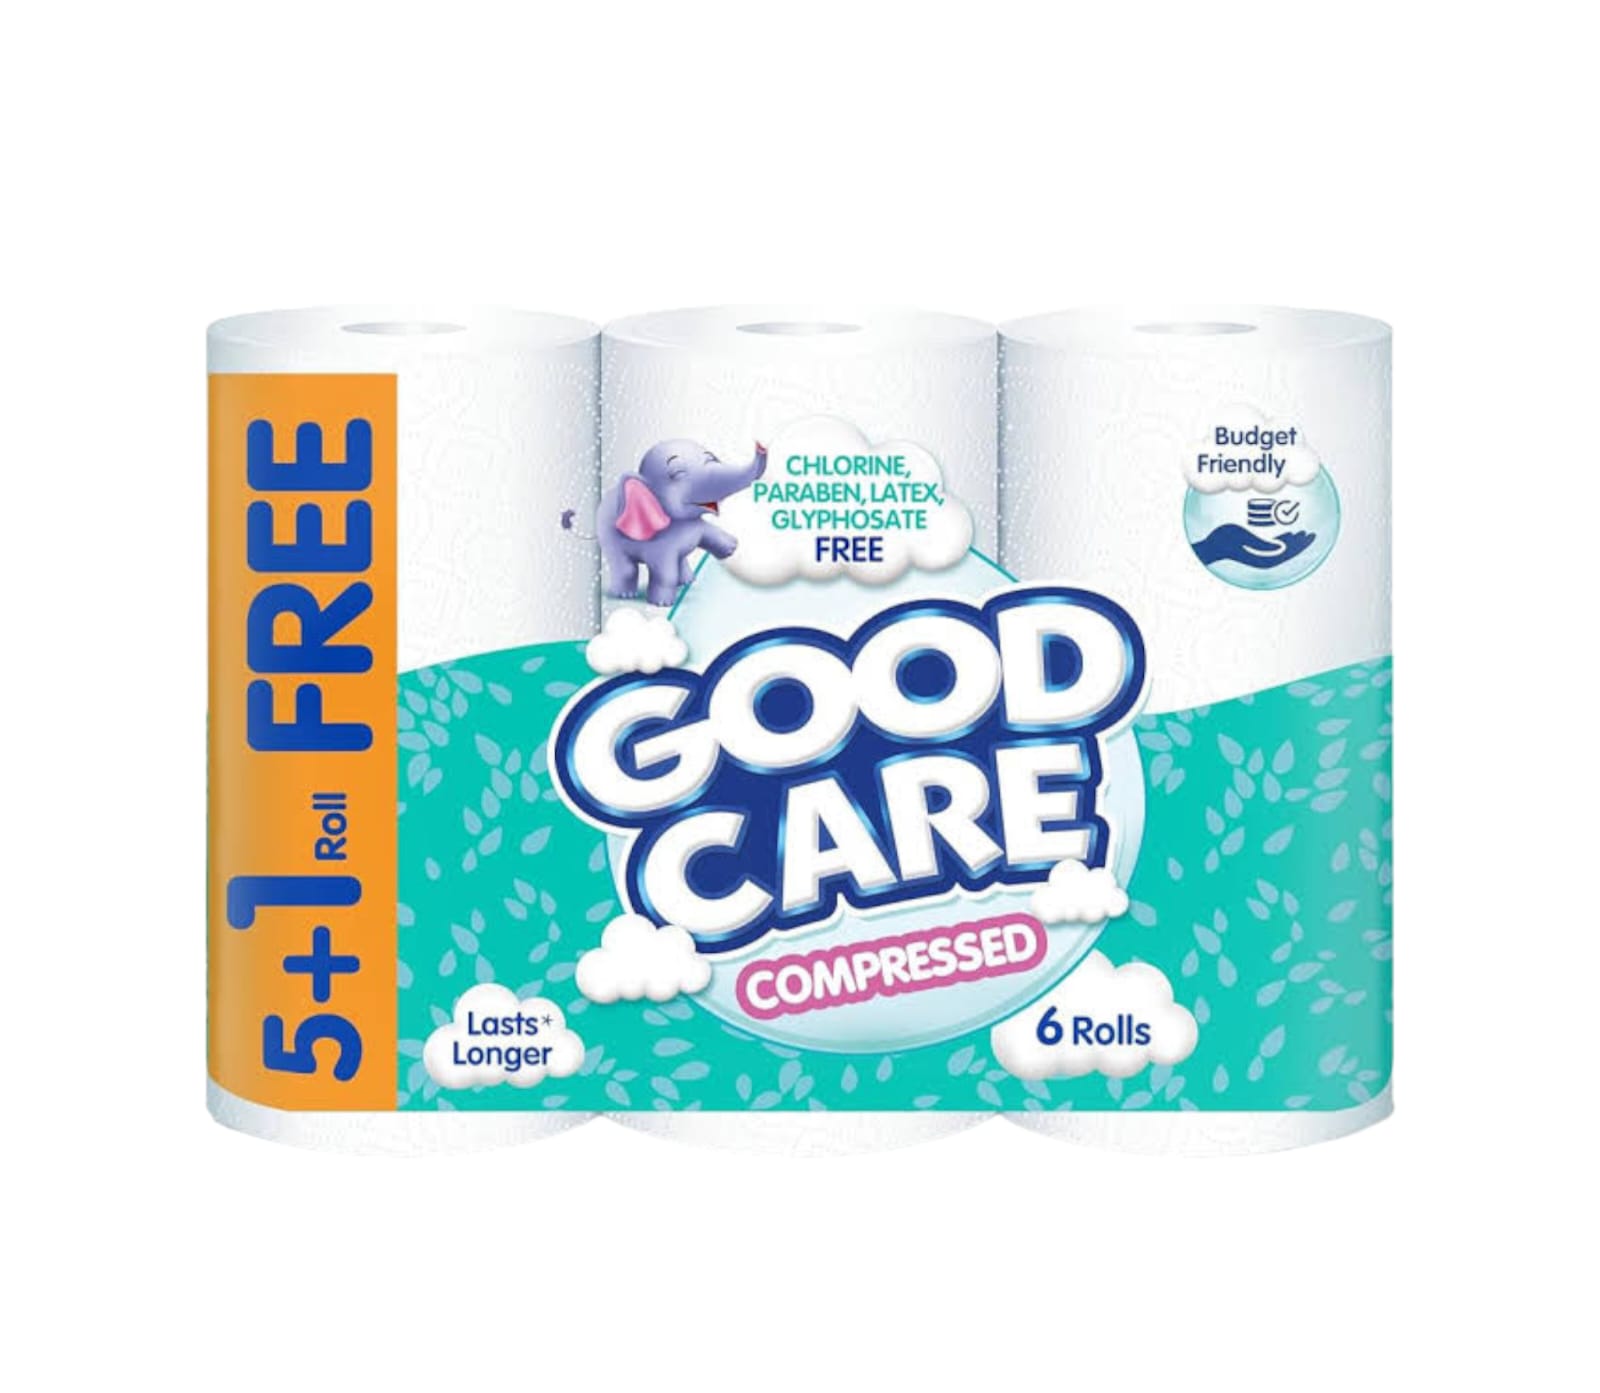 5+1 Roll FREE
CHLORINE,
PARABEN, LATEX,
GLYPHOSATE
FREE
Budget
Friendly
GOOD
CARE
COMPRESSED
Lasts*
Longer
6 Rolls